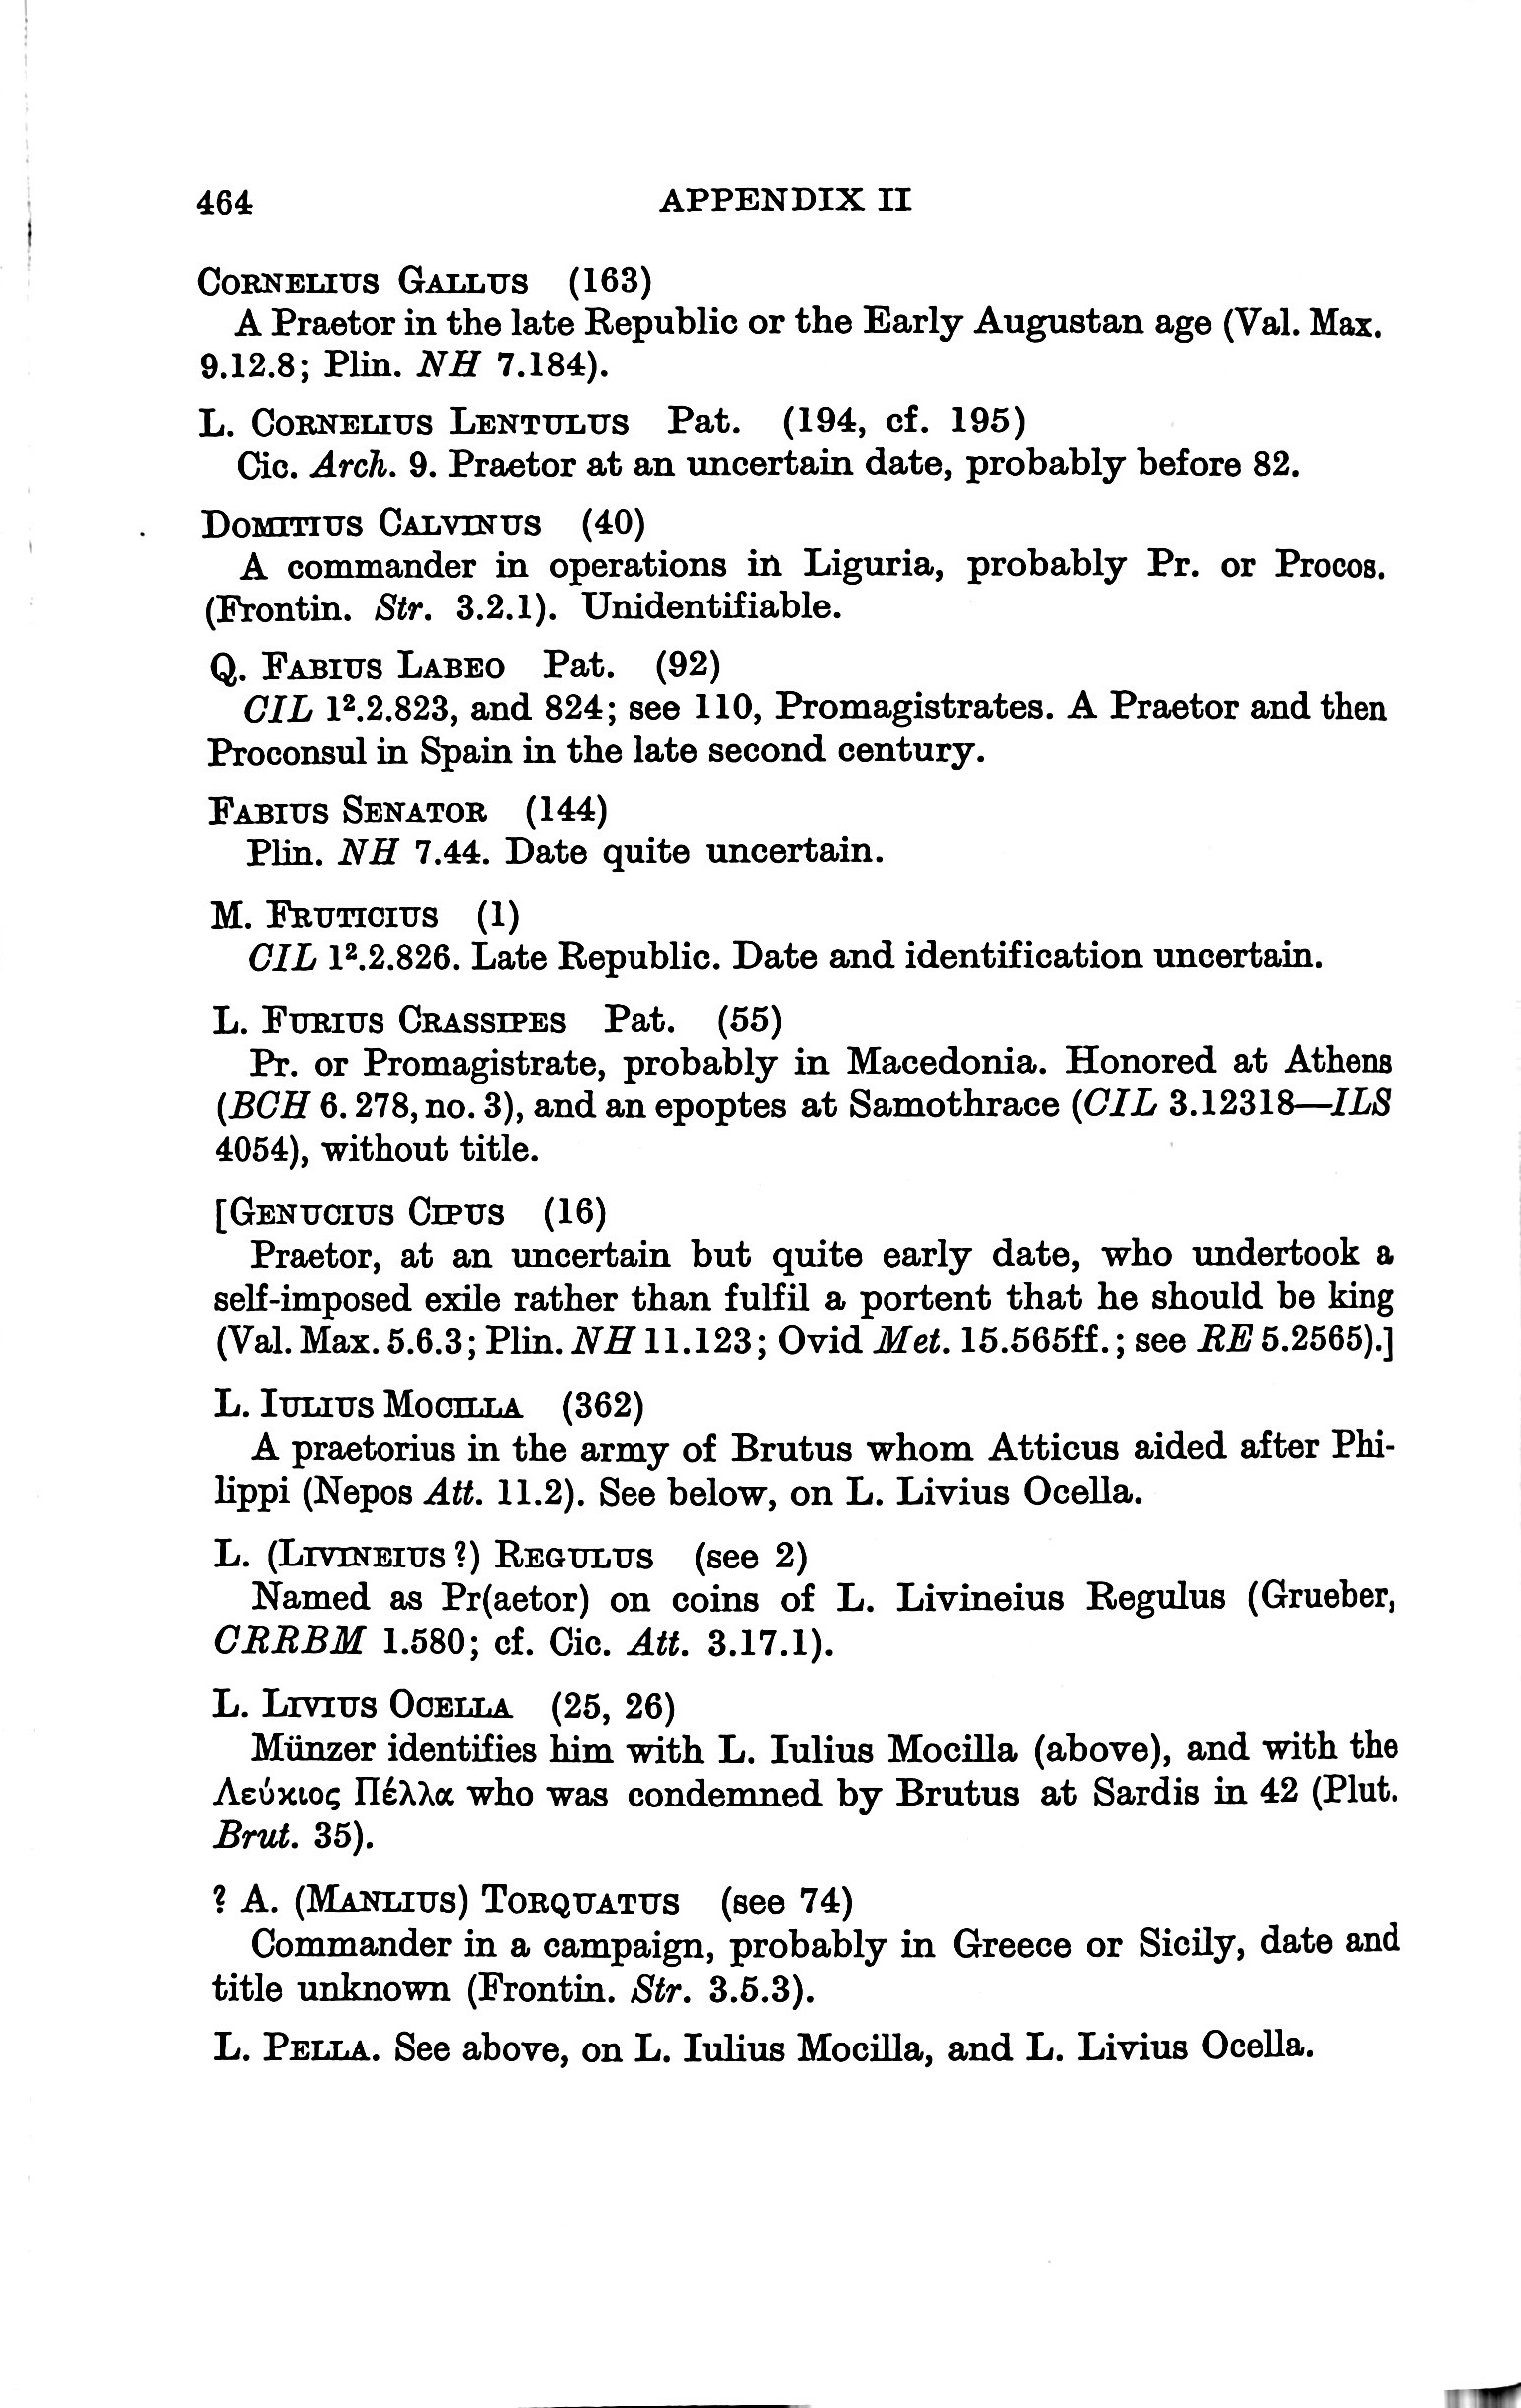 464 APPENDIX II
CORNELIUS GALLUS (163)
A Praetor in the late Republic or the Early Augustan age (Val. Max.
9.12.8; Plin. NH 7.184).
L. CORNELIUS LENTULUS Pat. (194, cf. 195)
Cic. Arch. 9. Praetor at an uncertain date, probably before 82.
DOMITIUS CALVINUS (40)
A commander in operations in Liguria, probably Pr. or Procos.
(Frontin. Str. 3.2.1). Unidentifiable.
Q. FABIUS LABEO Pat. (92)
CIL 1².2.823, and 824; see 110, Promagistrates. A Praetor and then
Proconsul in Spain in the late second century.
FABIUS SENATOR (144)
Plin. NH 7.44. Date quite uncertain.
M. FRUTICIUS (1)
CIL 1².2.826. Late Republic. Date and identification uncertain.
L. FURIUS CRASSIPES Pat. (55)
Pr. or Promagistrate, probably in Macedonia. Honored at Athens
(BCH 6. 278, no. 3), and an epoptes at Samothrace (CIL 3.12318—ILS
4054), without title.
[GENUCIUS CIPUS (16)
Praetor, at an uncertain but quite early date, who undertook a
self-imposed exile rather than fulfil a portent that he should be king
(Val. Max. 5.6.3; Plin. NH 11.123; Ovid Met. 15.565ff.; see RE 5.2565).]
L. IULIUS MOCILLA (362)
A praetorius in the army of Brutus whom Atticus aided after Phi-
lippi (Nepos Att. 11.2). See below, on L. Livius Ocella.
L. (LIVINEIUS?) REGULUS (see 2)
Named as Pr(aetor) on coins of L. Livineius Regulus (Grueber,
CRRBM 1.580; cf. Cic. Att. 3.17.1).
L. LIVIUS OCELLA (25, 26)
Münzer identifies him with L. Iulius Mocilla (above), and with the
Λεύκιος Πέλλα who was condemned by Brutus at Sardis in 42 (Plut.
Brut. 35).
? A. (MANLIUS) TORQUATUS (see 74)
Commander in a campaign, probably in Greece or Sicily, date and
title unknown (Frontin. Str. 3.5.3).
L. PELLA. See above, on L. Iulius Mocilla, and L. Livius Ocella.